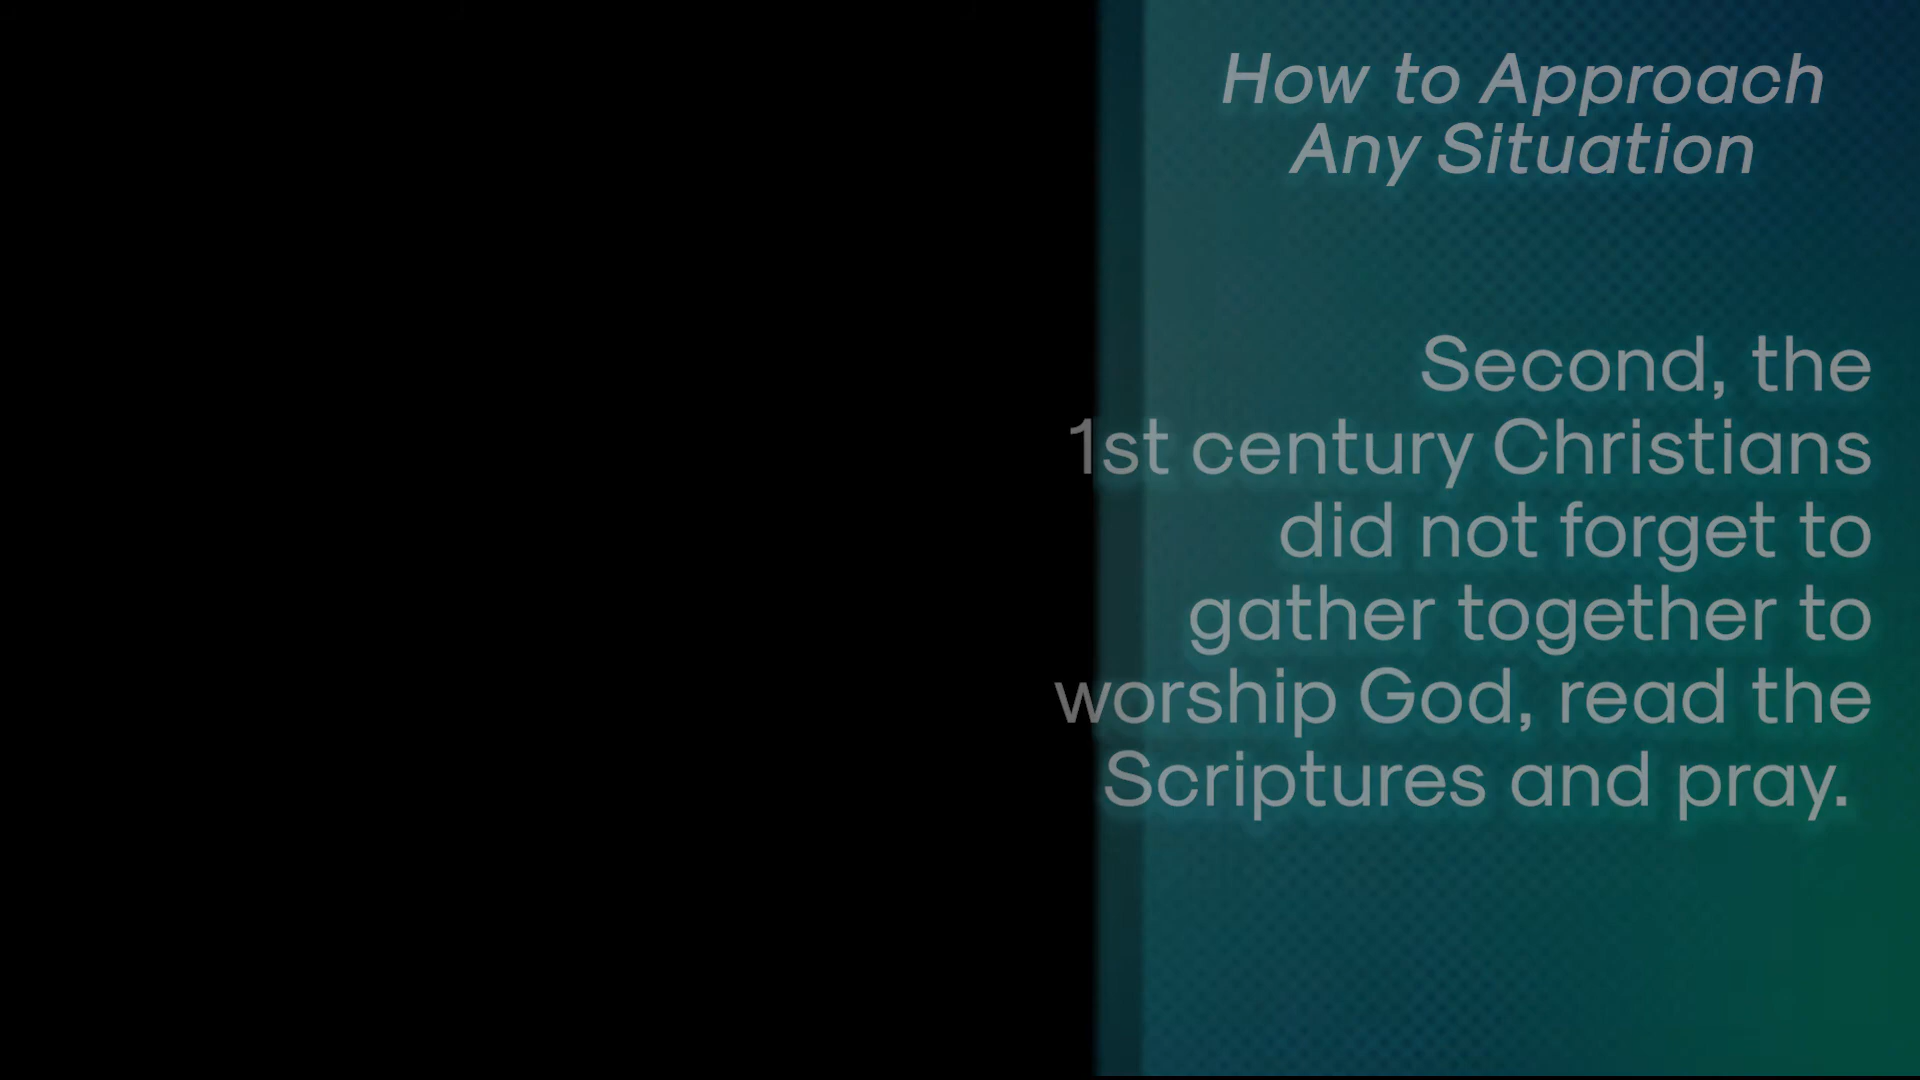 How to Approach
Any Situation
Second, the
1st century Christians
did not forget to
gather together to
worship God, read the
Scriptures and pray.